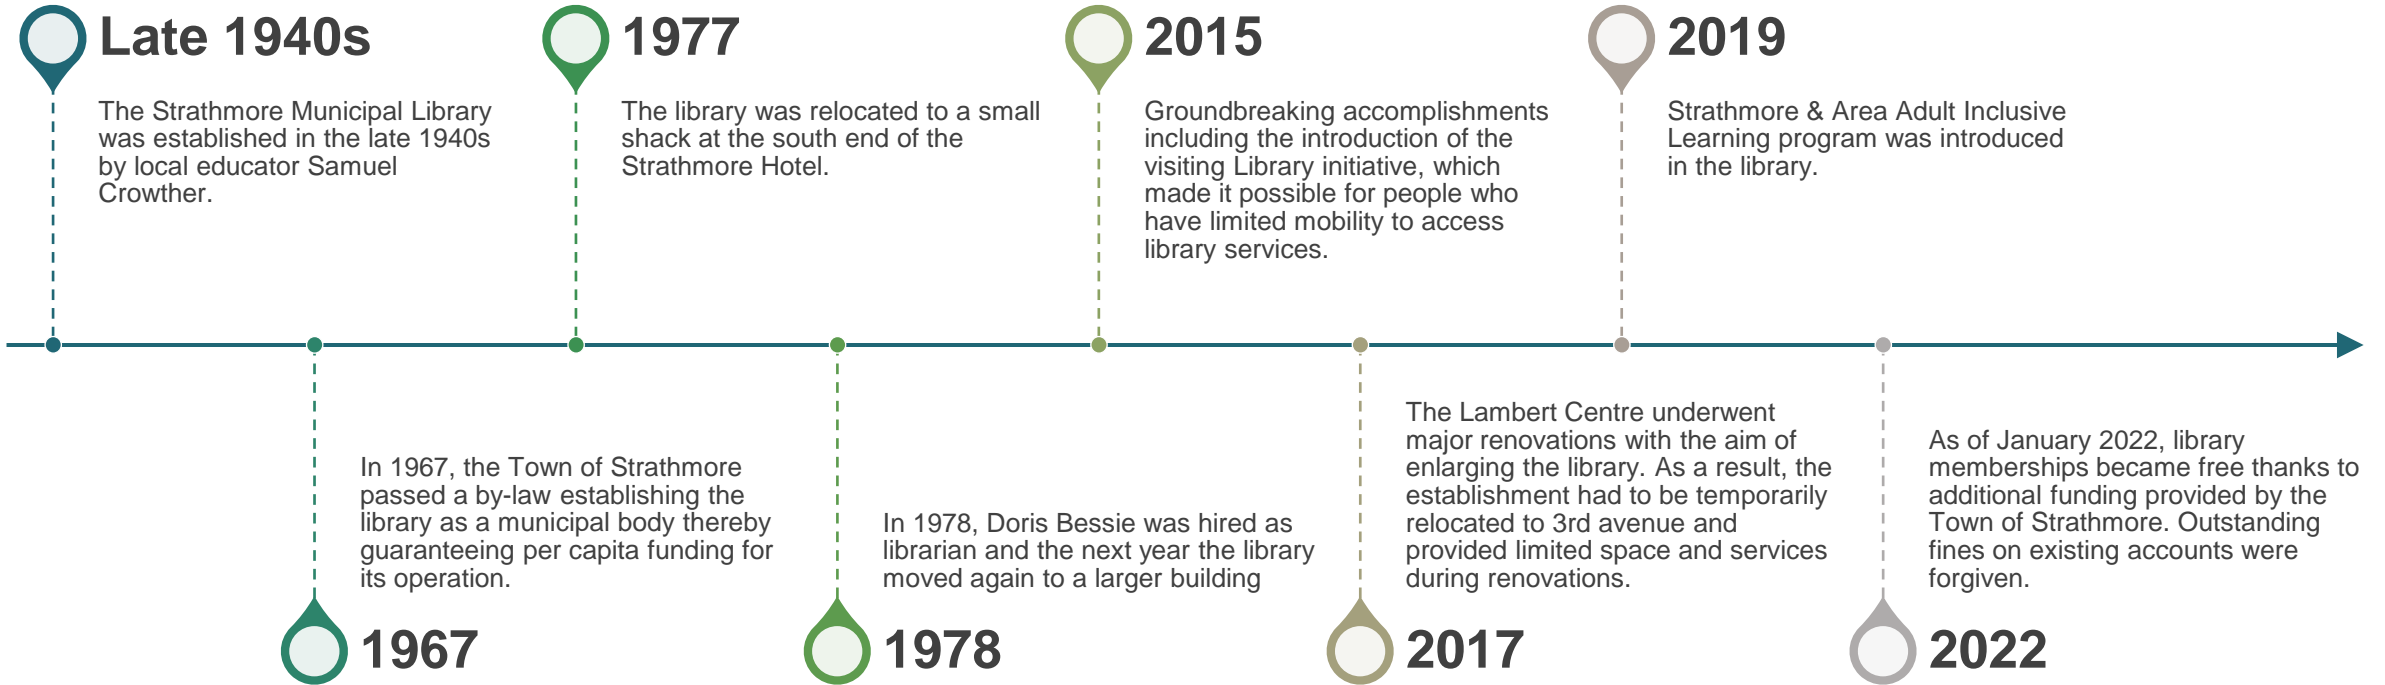 Late 1940s
The Strathmore Municipal Library
was established in the late 1940s
by local educator Samuel
Crowther.
In 1967, the Town of Strathmore
passed a by-law establishing the
library as a municipal body thereby
guaranteeing per capita funding for
its operation.
1967
1977
The library was relocated to a small
shack at the south end of the
Strathmore Hotel.
In 1978, Doris Bessie was hired as
librarian and the next year the library
moved again to a larger building
1978
2015
Groundbreaking accomplishments
including the introduction of the
visiting Library initiative, which
made it possible for people who
have limited mobility to access
library services.
The Lambert Centre underwent
major renovations with the aim of
enlarging the library. As a result, the
establishment had to be temporarily
relocated to 3rd avenue and
provided limited space and services
during renovations.
2017
2019
Strathmore & Area Adult Inclusive
Learning program was introduced
in the library.
As of January 2022, library
memberships became free thanks to
additional funding provided by the
Town of Strathmore. Outstanding
fines on existing accounts were
forgiven.
2022